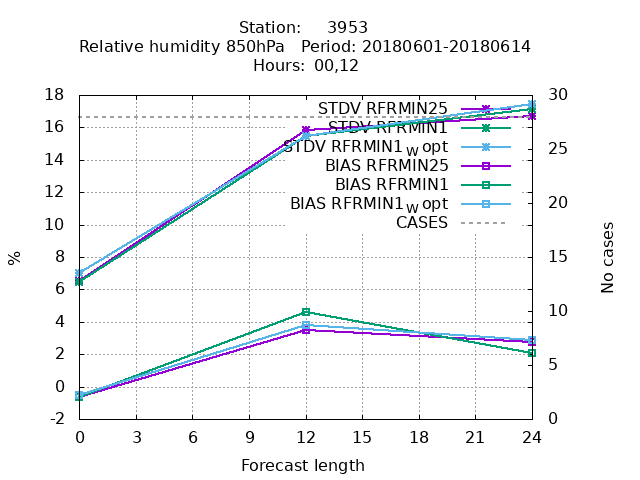 Station: 3953
Relative humidity 850hPa Period: 20180601-20180614
Hours: 00,12
18 30
STDV RFRMIN25
16 STDV RFRMIN1
STDV RFRMIN1w opt 25
14 BIAS RFRMIN25
12 BIAS RFRMIN1
BIAS RFRMIN1w opt 20
10 CASES
8 15
% No cases
6
4 10
2 5
0
-2 0
0 3 6 9 12 15 18 21 24
Forecast length